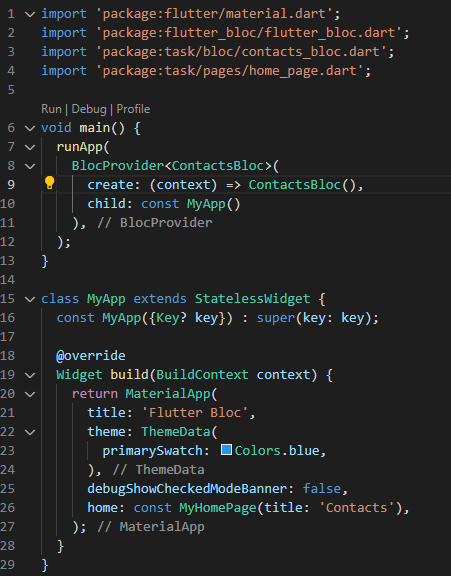 1 import 'package:flutter/material.dart';
2 import 'package:flutter_bloc/flutter_bloc.dart';
3 import 'package:task/bloc/contacts_bloc.dart';
4 import 'package:task/pages/home_page.dart';
5
Run | Debug | Profile
6 void main() {
7   runApp(
8     BlocProvider<ContactsBloc>(
9       create: (context) => ContactsBloc(),
10       child: const MyApp()
11     ), // BlocProvider
12   );
13 }
14
15 class MyApp extends StatelessWidget {
16   const MyApp({Key? key}) : super(key: key);
17
18   @override
19   Widget build(BuildContext context) {
20     return MaterialApp(
21       title: 'Flutter Bloc',
22       theme: ThemeData(
23         primarySwatch: Colors.blue,
24       ), // ThemeData
25       debugShowCheckedModeBanner: false,
26       home: const MyHomePage(title: 'Contacts'),
27     ); // MaterialApp
28   }
29 }